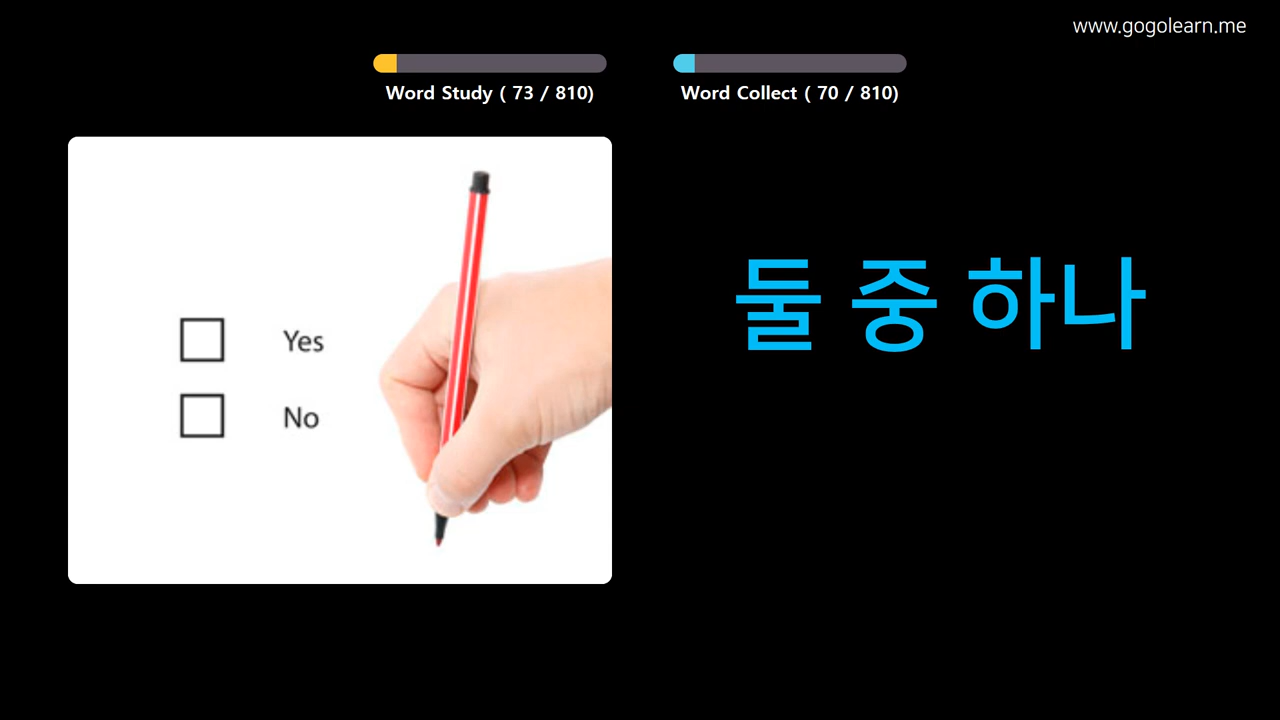 www.gogolearn.me
Word Study ( 73 / 810)
Word Collect ( 70 / 810)
둘 중 하나
Yes
No